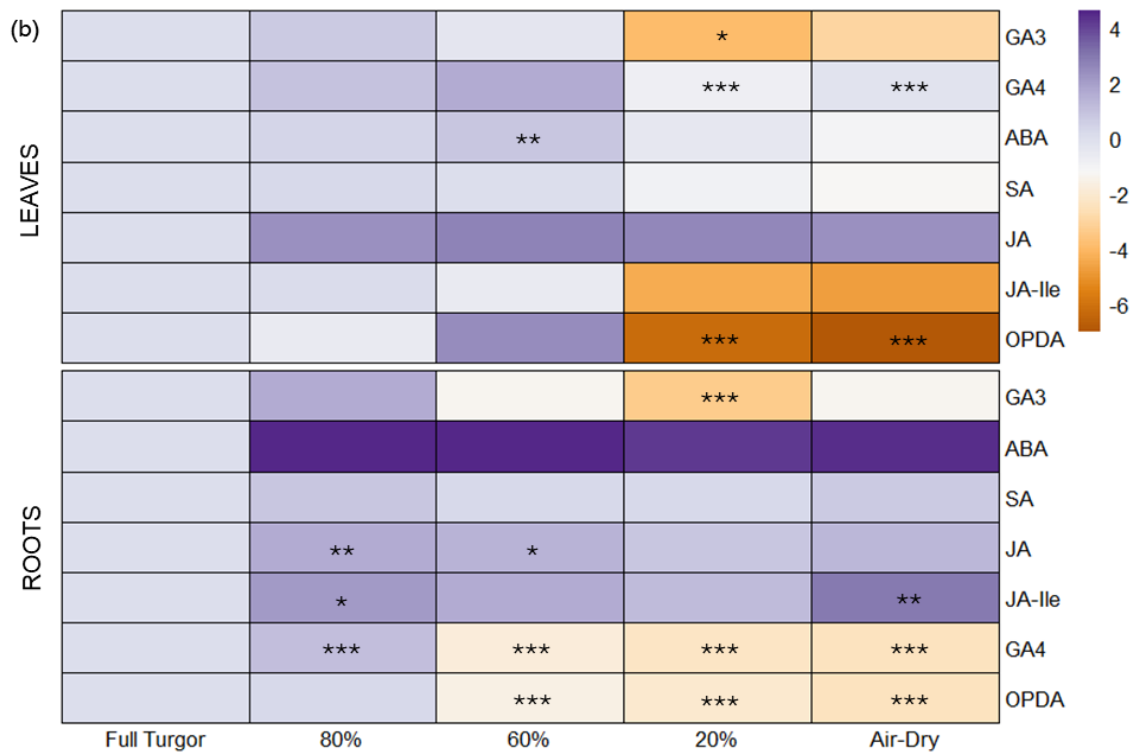 (b)
LEAVES
* GA3
*** *** GA4
** ABA
SA
JA
JA-Ile
*** *** OPDA
ROOTS
*** GA3
ABA
SA
** * JA
* ** JA-Ile
*** *** *** *** GA4
*** *** *** OPDA
Full Turgor 80% 60% 20% Air-Dry
4
2
0
-2
-4
-6